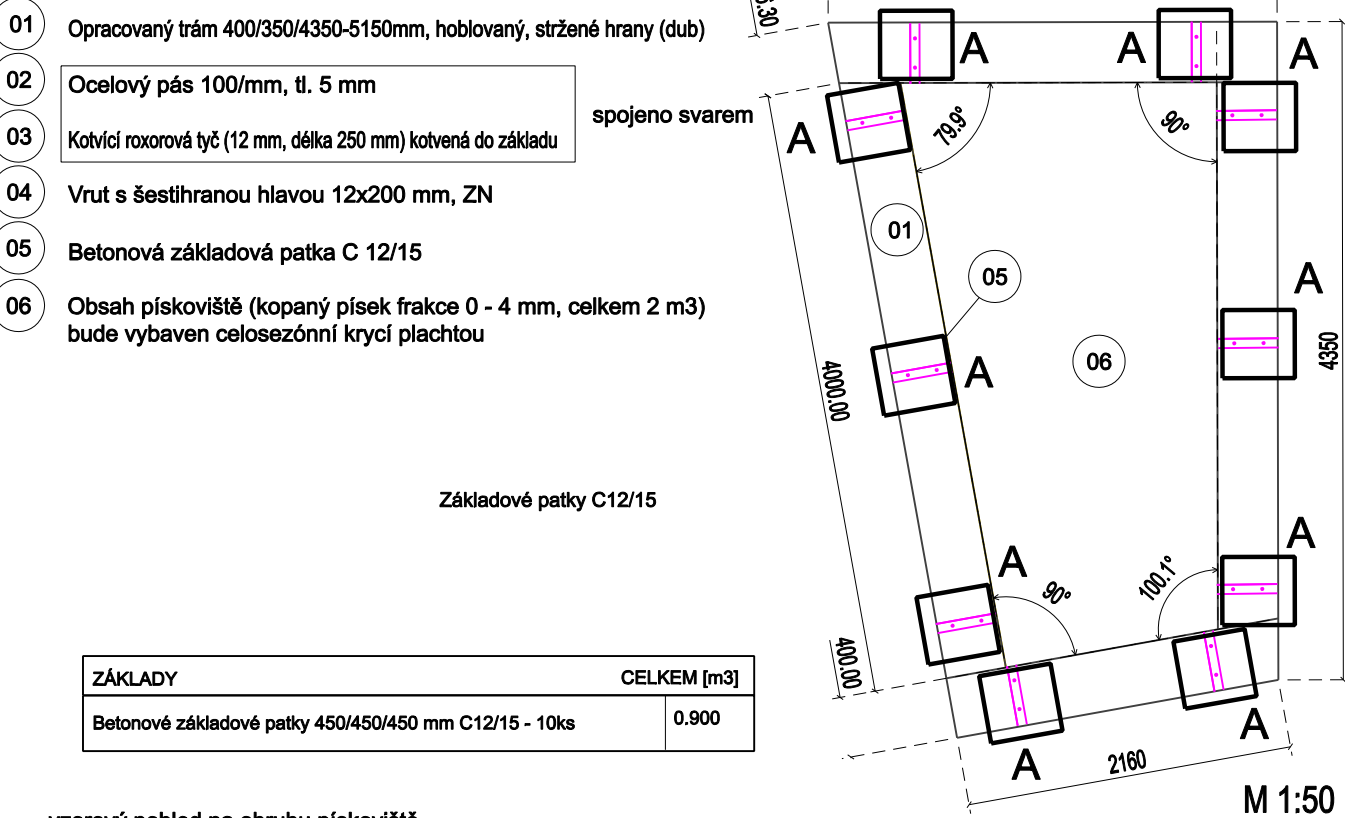 01 Opracovaný trám 400/350/4350-5150mm, hoblovaný, stržené hrany (dub)
02 Ocelový pás 100/mm, tl. 5 mm
spojeno svarem
03 Kotvící roxorová tyč (12 mm, délka 250 mm) kotvená do základu
04 Vrut s šestihranou hlavou 12x200 mm, ZN
05 Betonová základová patka C 12/15
06 Obsah pískoviště (kopaný písek frakce 0 - 4 mm, celkem 2 m3)
bude vybaven celosezónní krycí plachtou
Základové patky C12/15
ZÁKLADY CELKEM [m3]
Betonové základové patky 450/450/450 mm C12/15 - 10ks 0.900
A A A
A
79.9° 90°
01
05
A
06
A
4000.00
4350
A
A
90° 100.1°
400.00
A
A
2160
M 1:50